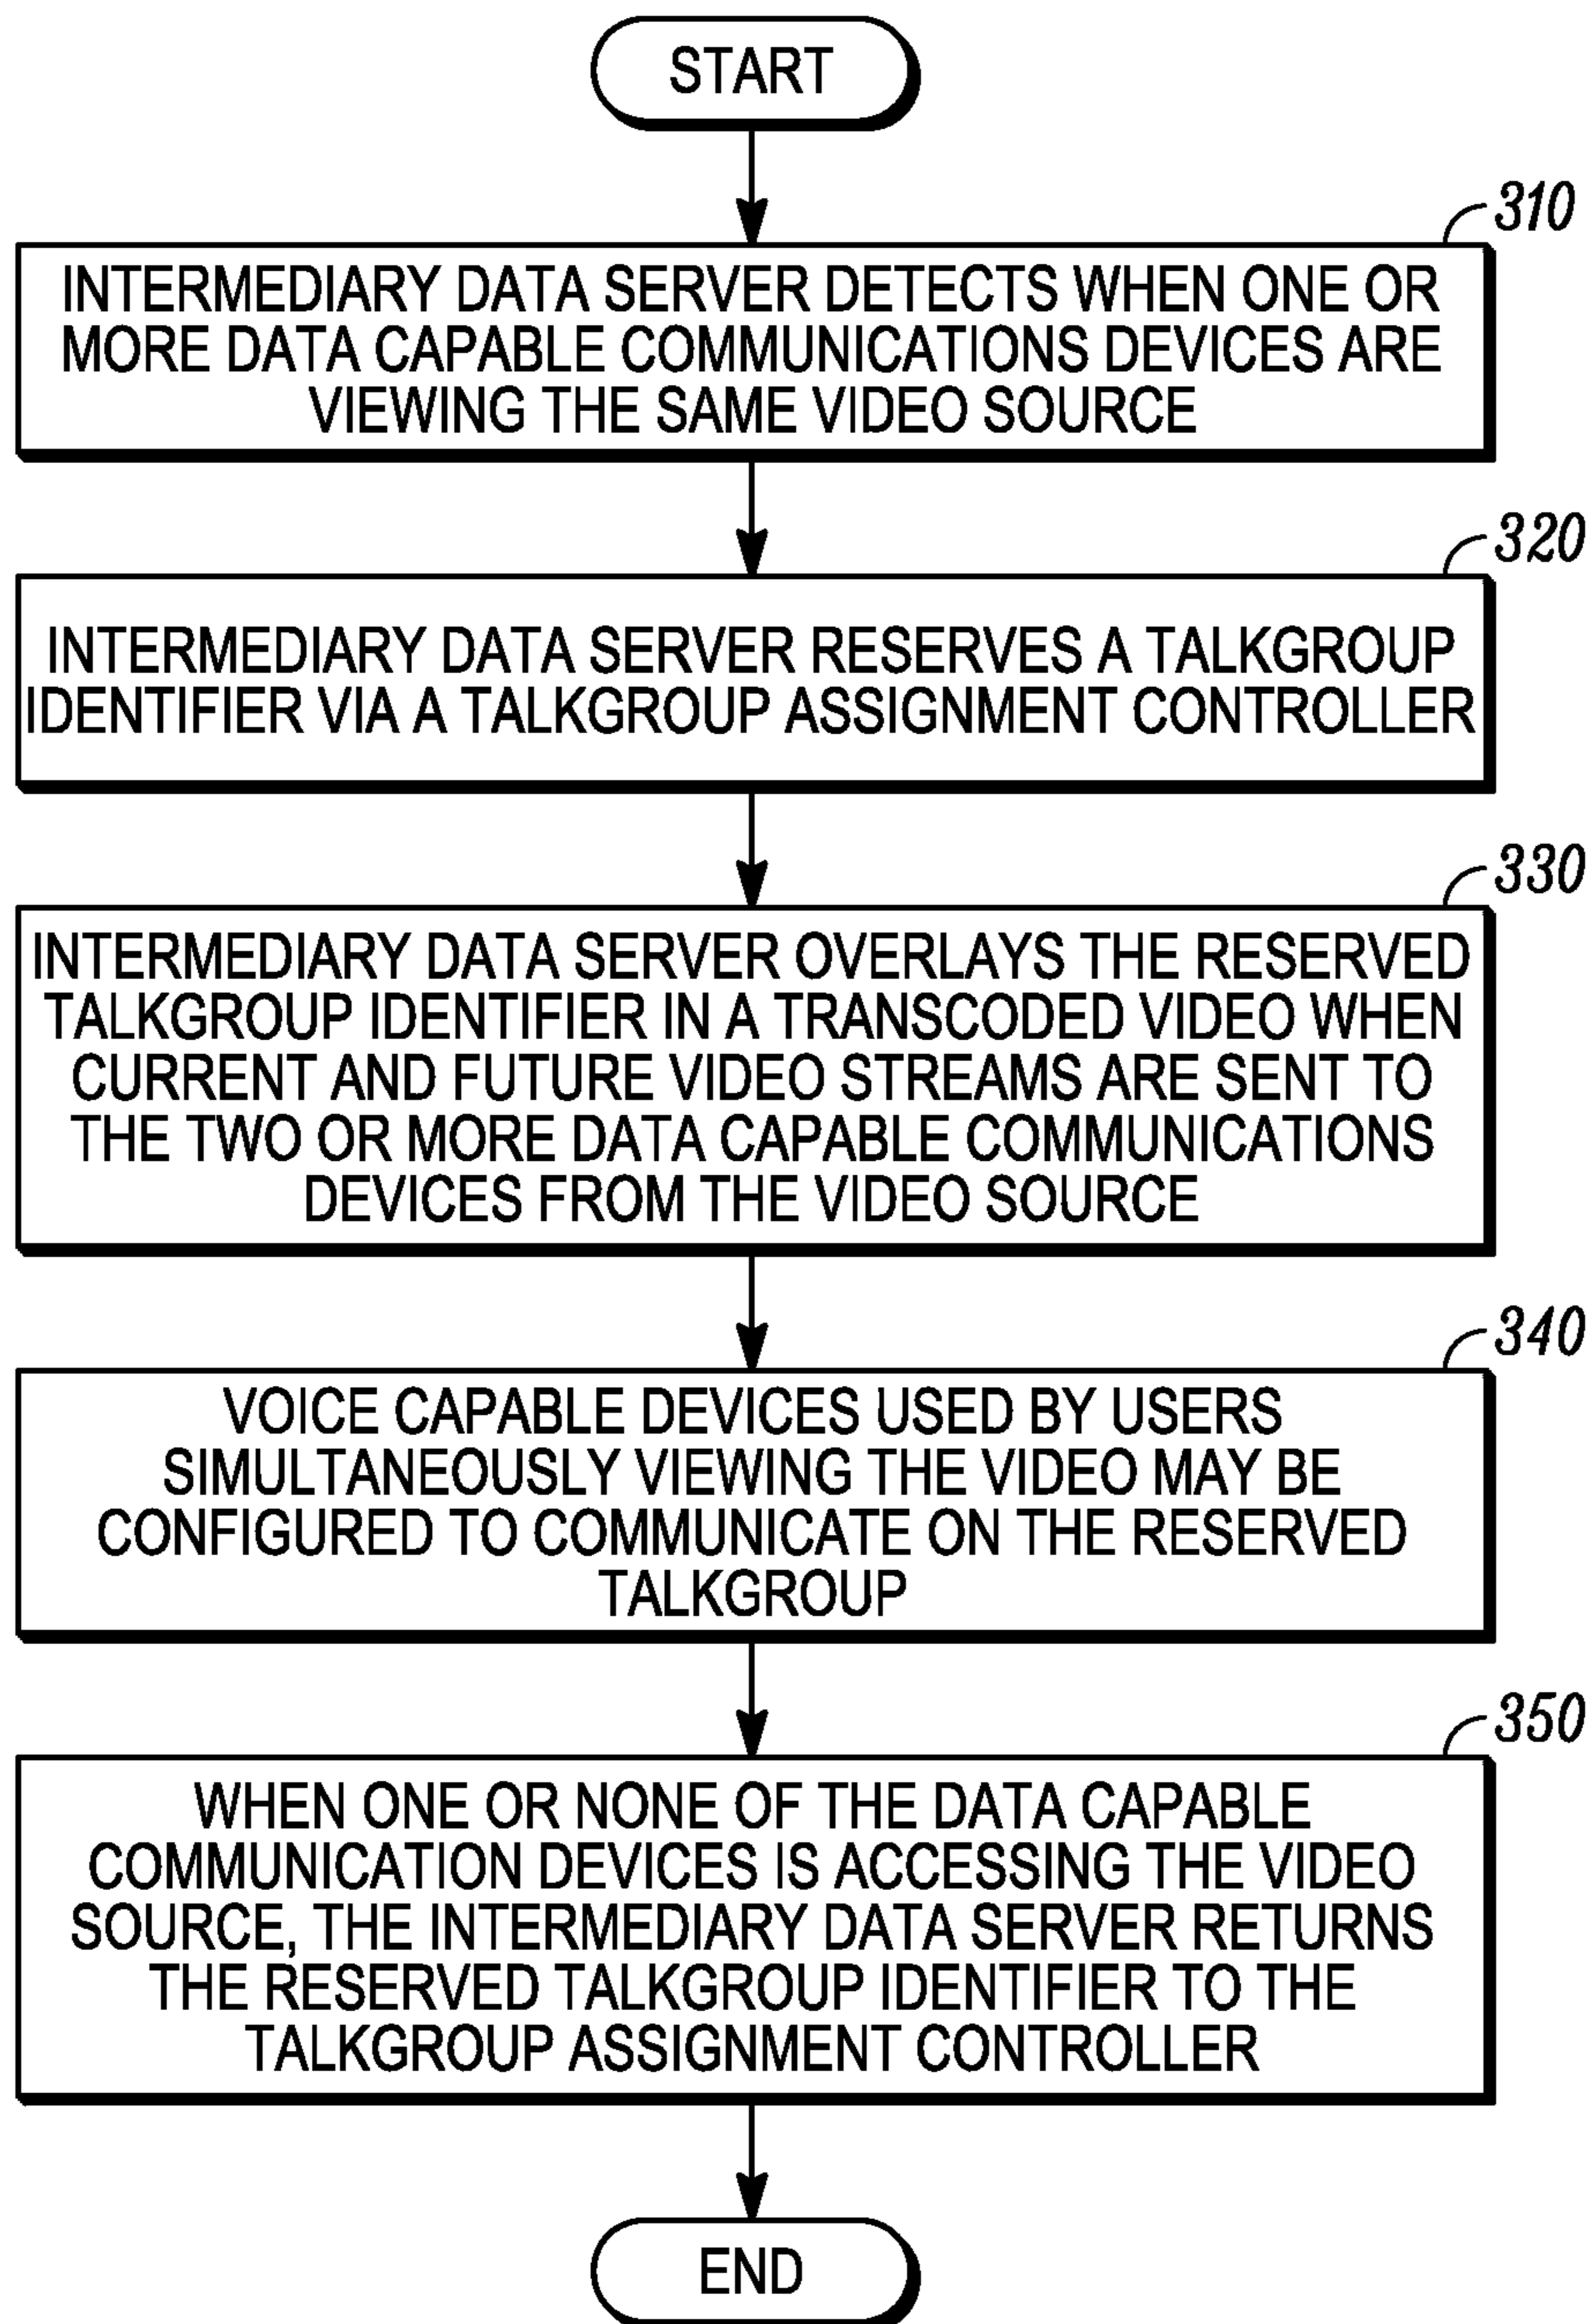 START
310
INTERMEDIARY DATA SERVER DETECTS WHEN ONE OR
MORE DATA CAPABLE COMMUNICATIONS DEVICES ARE
VIEWING THE SAME VIDEO SOURCE
320
INTERMEDIARY DATA SERVER RESERVES A TALKGROUP
IDENTIFIER VIA A TALKGROUP ASSIGNMENT CONTROLLER
330
INTERMEDIARY DATA SERVER OVERLAYS THE RESERVED
TALKGROUP IDENTIFIER IN A TRANSCODED VIDEO WHEN
CURRENT AND FUTURE VIDEO STREAMS ARE SENT TO
THE TWO OR MORE DATA CAPABLE COMMUNICATIONS
DEVICES FROM THE VIDEO SOURCE
340
VOICE CAPABLE DEVICES USED BY USERS
SIMULTANEOUSLY VIEWING THE VIDEO MAY BE
CONFIGURED TO COMMUNICATE ON THE RESERVED
TALKGROUP
350
WHEN ONE OR NONE OF THE DATA CAPABLE
COMMUNICATION DEVICES IS ACCESSING THE VIDEO
SOURCE, THE INTERMEDIARY DATA SERVER RETURNS
THE RESERVED TALKGROUP IDENTIFIER TO THE
TALKGROUP ASSIGNMENT CONTROLLER
END